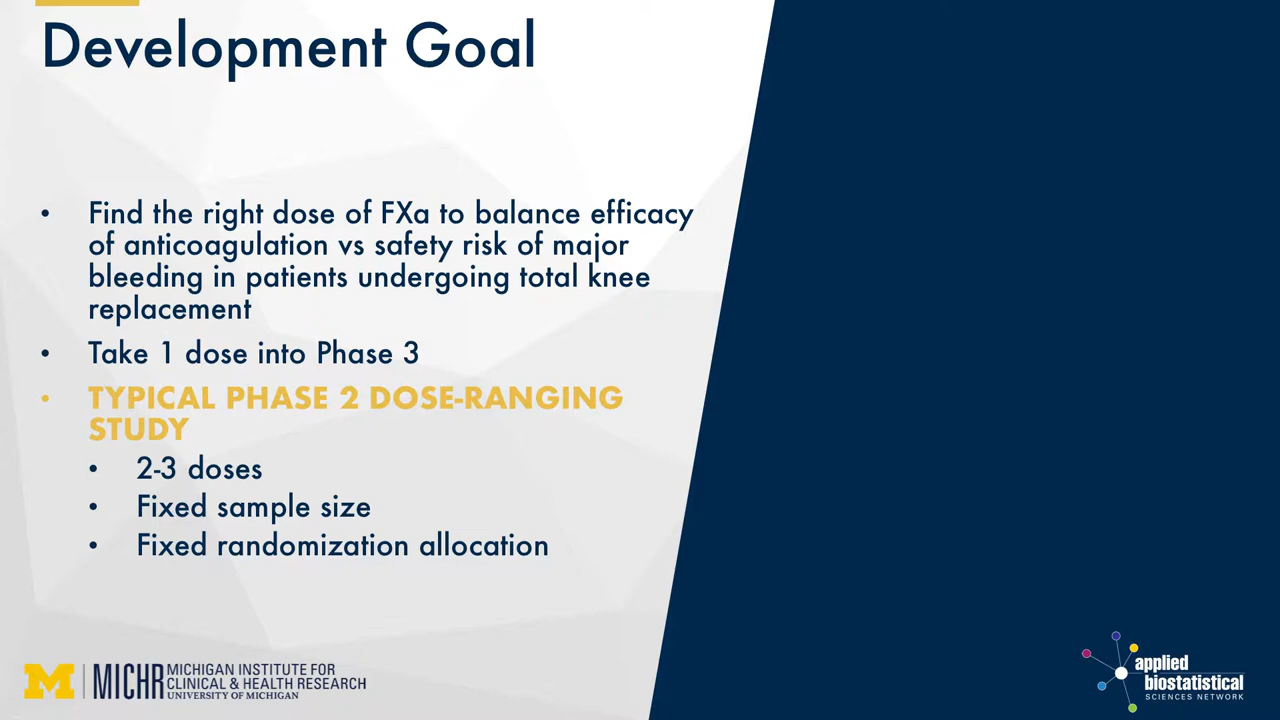 Development Goal
• Find the right dose of FXa to balance efficacy
of anticoagulation vs safety risk of major
bleeding in patients undergoing total knee
replacement
• Take 1 dose into Phase 3
• TYPICAL PHASE 2 DOSE-RANGING
STUDY
• 2-3 doses
• Fixed sample size
• Fixed randomization allocation
M MICHR MICHIGAN INSTITUTE FOR
CLINICAL & HEALTH RESEARCH
UNIVERSITY OF MICHIGAN
applied
biostatistical
SCIENCES NETWORK